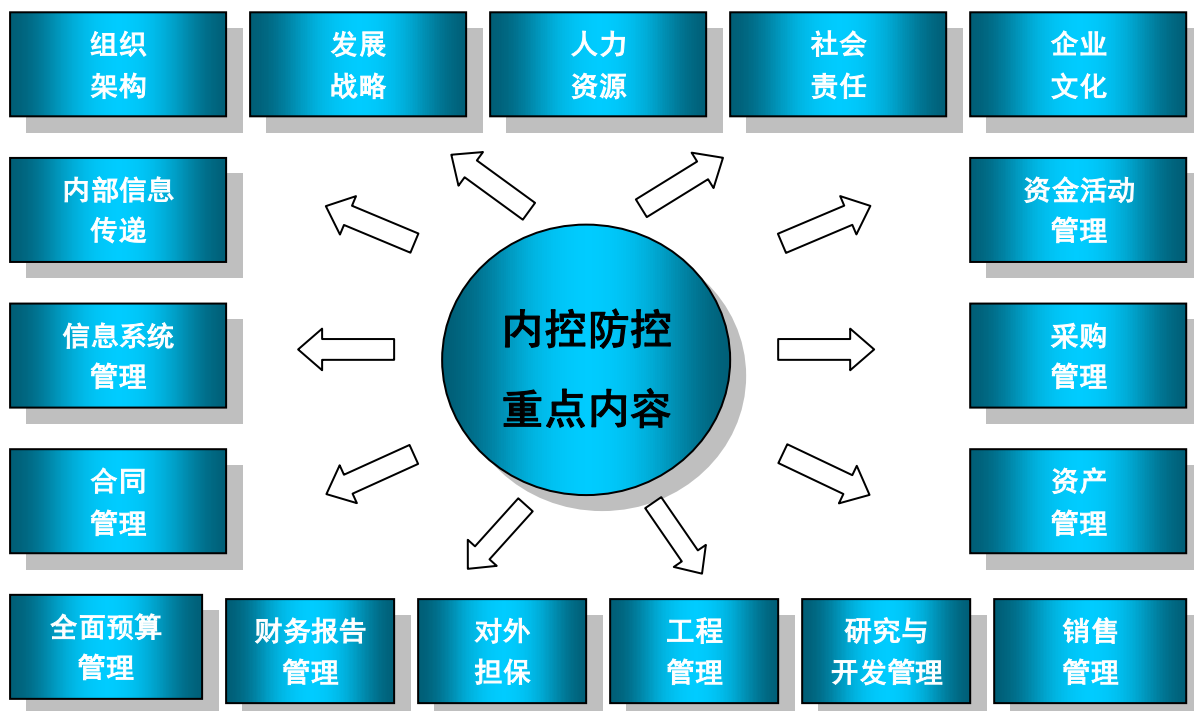 组织
架构
发展
战略
人力
资源
社会
责任
企业
文化
内部信息
传递
资金活动
管理
信息系统
管理
内控防控
重点内容
采购
管理
合同
管理
资产
管理
全面预算
管理
财务报告
管理
对外
担保
工程
管理
研究与
开发管理
销售
管理